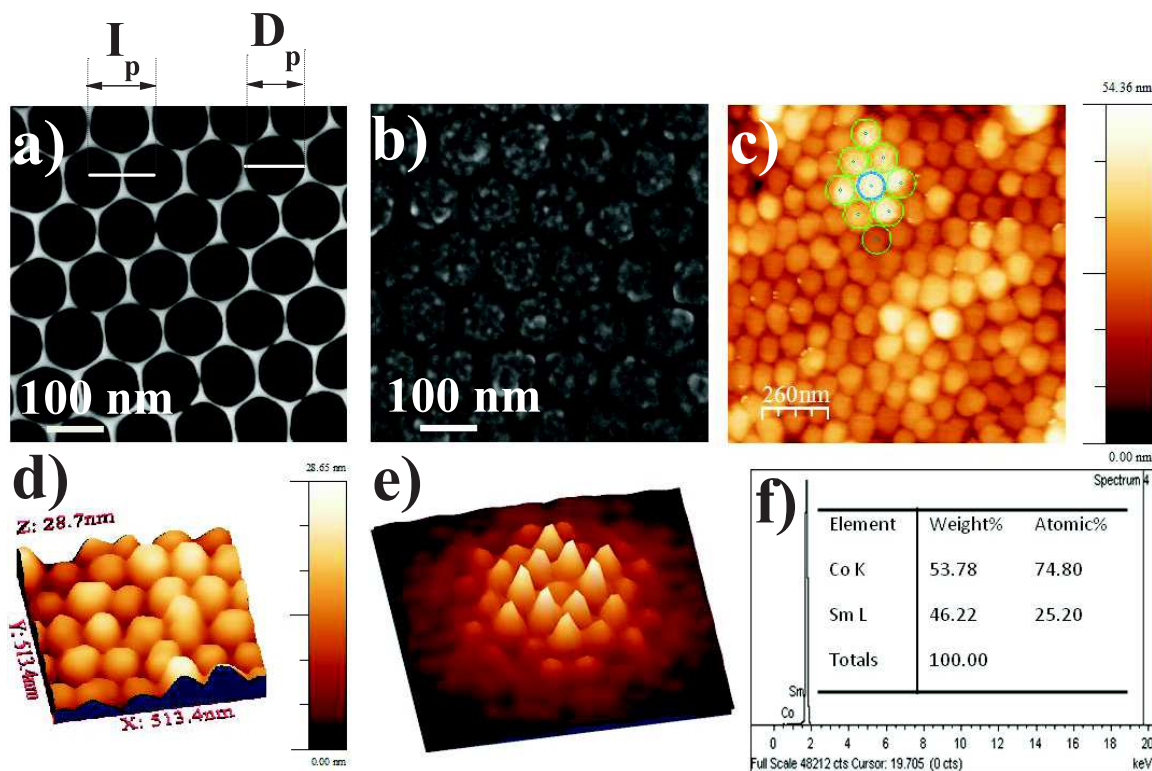 I p
D p
a)
100 nm
b)
100 nm
c)
260nm
54.36 nm
0.00 nm
d)
Z: 28.7nm
Y: 513.4nm
X: 513.4nm
28.65 nm
0.00 nm
e)
f)
Spectrum 4
Element Weight% Atomic%
Co K 53.78 74.80
Sm L 46.22 25.20
Totals 100.00
Sm
Co
0 2 4 6 8 10 12 14 16 18 20
Full Scale 48212 cts Cursor: 19.705 (0 cts) keV